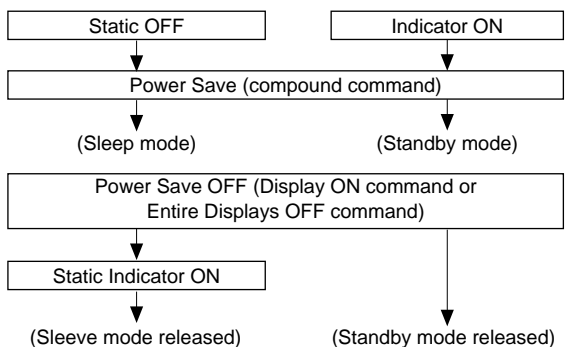 Static OFF
Indicator ON
Power Save (compound command)
(Sleep mode)
(Standby mode)
Power Save OFF (Display ON command or
Entire Displays OFF command)
Static Indicator ON
(Sleeve mode released)
(Standby mode released)